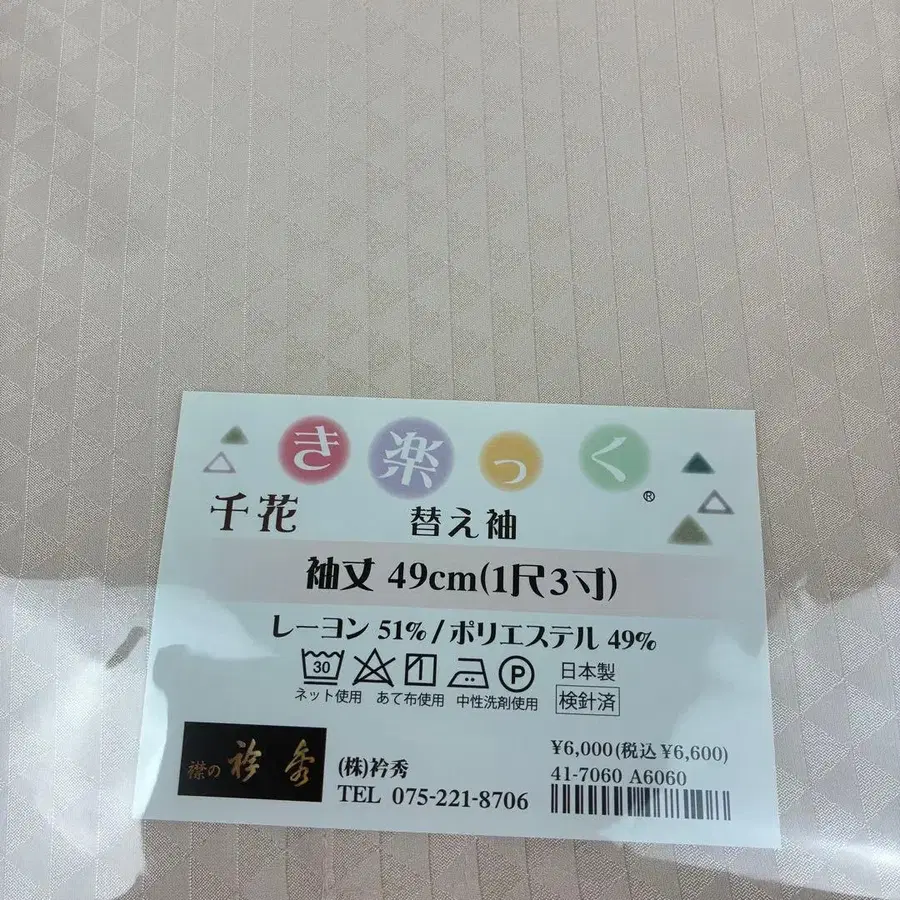 き楽っく®
千花 替え袖
袖丈 49cm(1尺3寸)
レーヨン 51% / ポリエステル 49%
30 P 日本製
ネット使用 あて布使用 中性洗剤使用 検針済
襟の 衿秀
(株)衿秀
TEL 075-221-8706
¥6,000(税込¥6,600)
41-7060 A6060